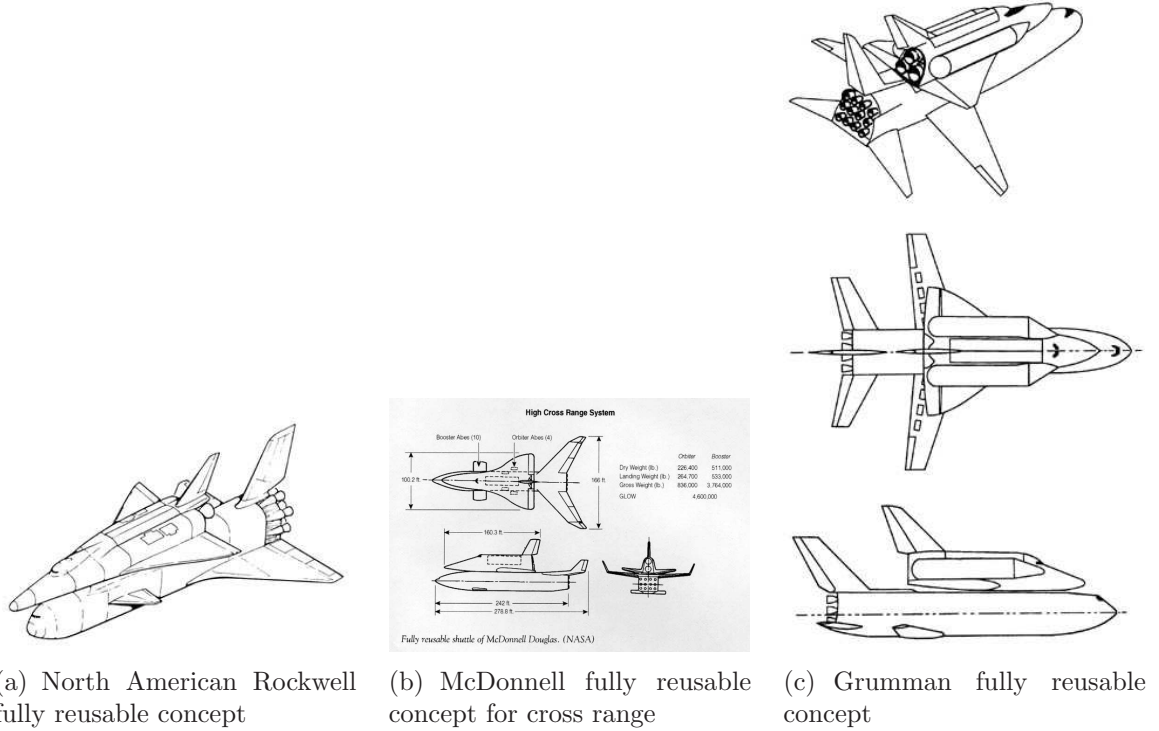 High Cross Range System
Booster Abes (10)
Orbiter Abes (4)
100.2 ft.
166 ft.
Orbiter Booster
Dry Weight (lb.) 226,400 511,000
Landing Weight (lb.) 264,700 533,000
Gross Weight (lb.) 836,000 3,764,000
GLOW 4,600,000
160.3 ft
242 ft.
278.8 ft.
Fully reusable shuttle of McDonnell Douglas. (NASA)
(a) North American Rockwell
fully reusable concept
(b) McDonnell fully reusable
concept for cross range
(c) Grumman fully reusable
concept